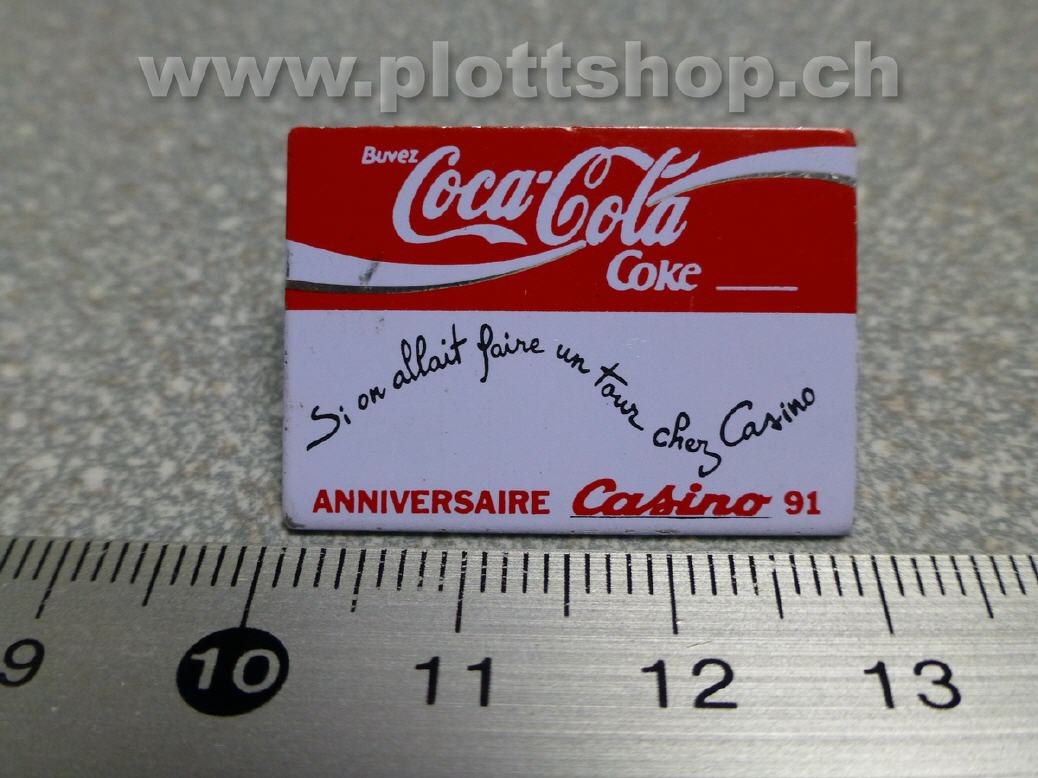 www.plottshop.ch
Buvez
Coca-Cola
Coke
Si on allait faire un tour chez Casino
ANNIVERSAIRE Casino 91
9 10 11 12 13